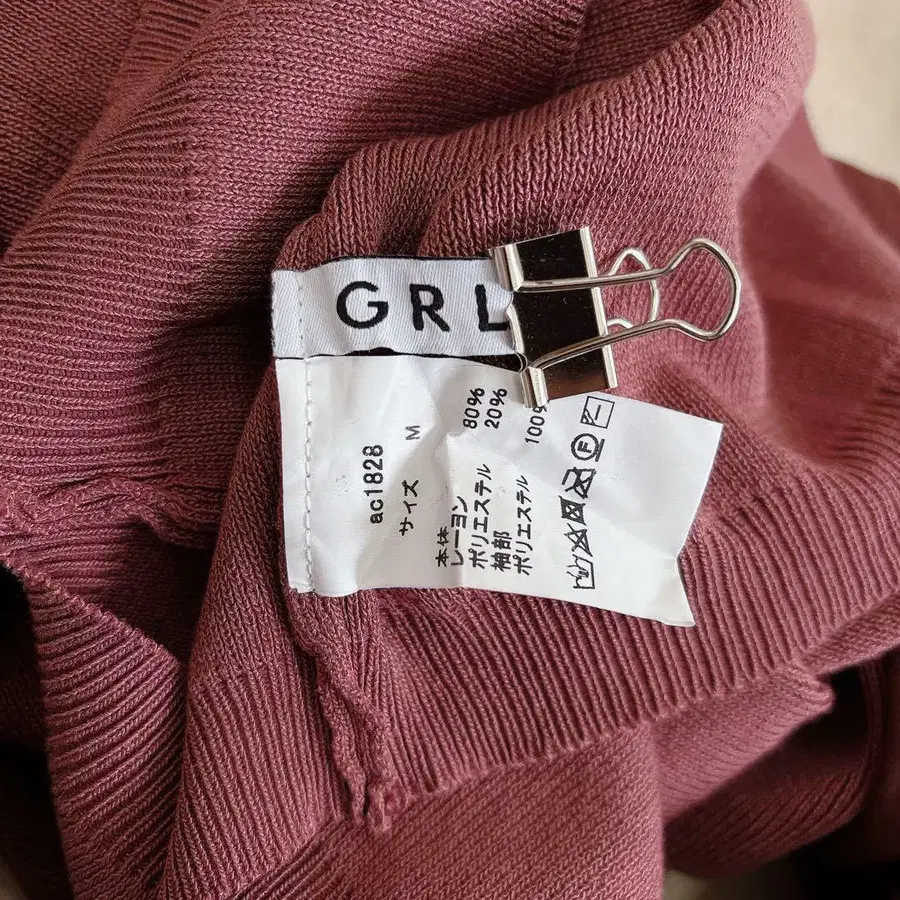 GRL
ac1828
サイズ M
本体
レーヨン 80%
ポリエステル 20%
袖部
ポリエステル 100%